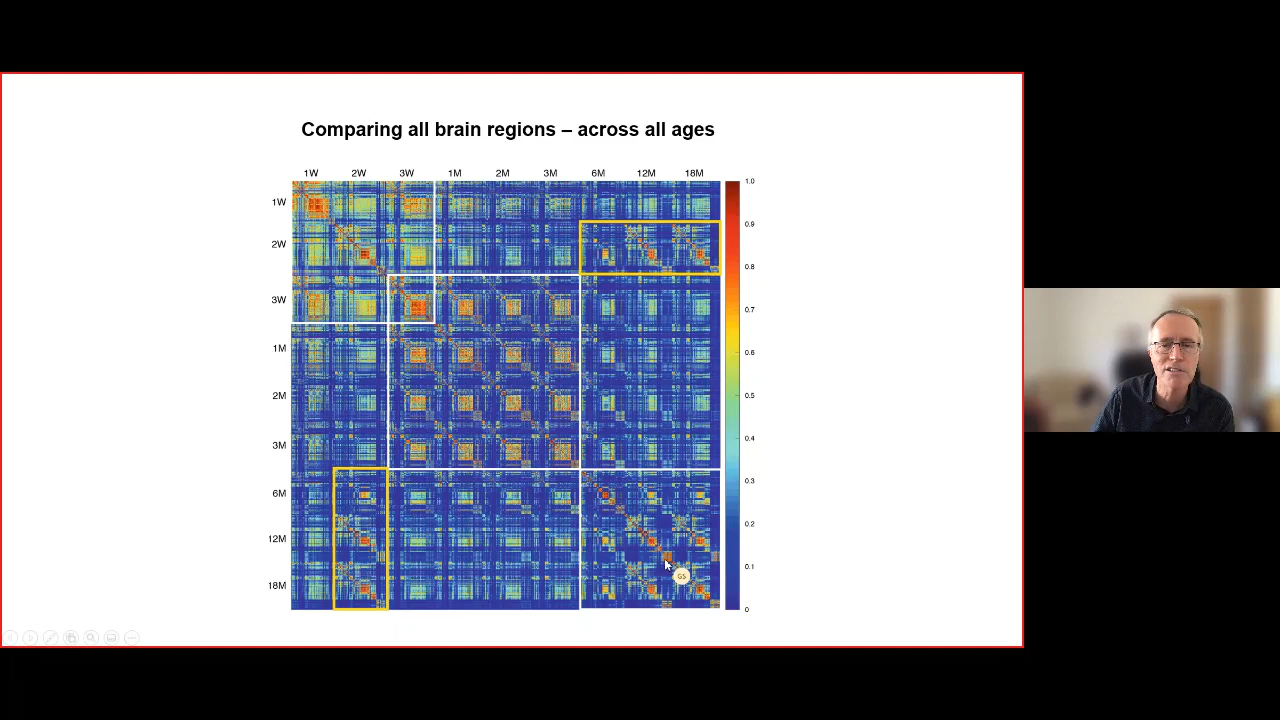 Comparing all brain regions – across all ages
1W 2W 3W 1M 2M 3M 6M 12M 18M
1W
2W
3W
1M
2M
3M
6M
12M
18M
1.0
0.9
0.8
0.7
0.6
0.5
0.4
0.3
0.2
0.1
0
GS